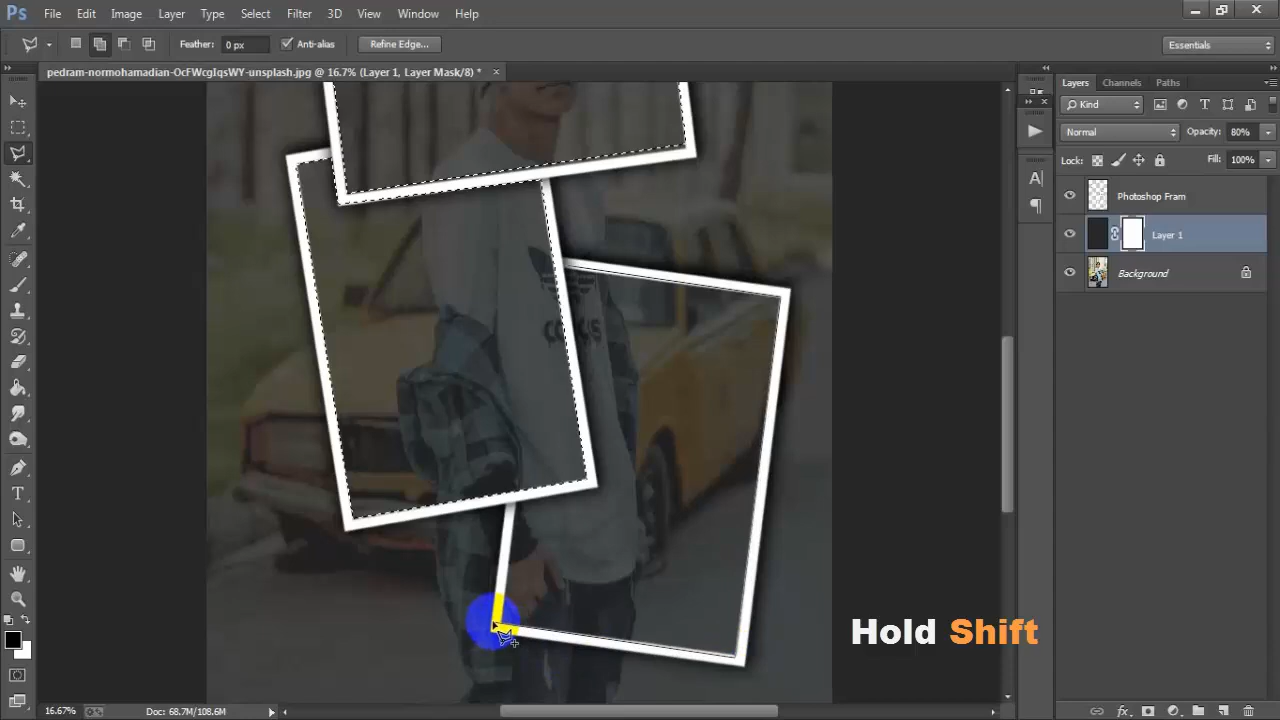 Ps File Edit Image Layer Type Select Filter 3D View Window Help
Feather: 0 px Anti-alias Refine Edge... Essentials
pedram-normohamadian-OcFWcgIqsWY-unsplash.jpg @ 16.7% (Layer 1, Layer Mask/8) *
Layers Channels Paths
Kind
Normal Opacity: 80%
Lock: Fill: 100%
Photoshop Fram
Layer 1
Background
Hold Shift
16.67% Doc: 68.7M/108.6M